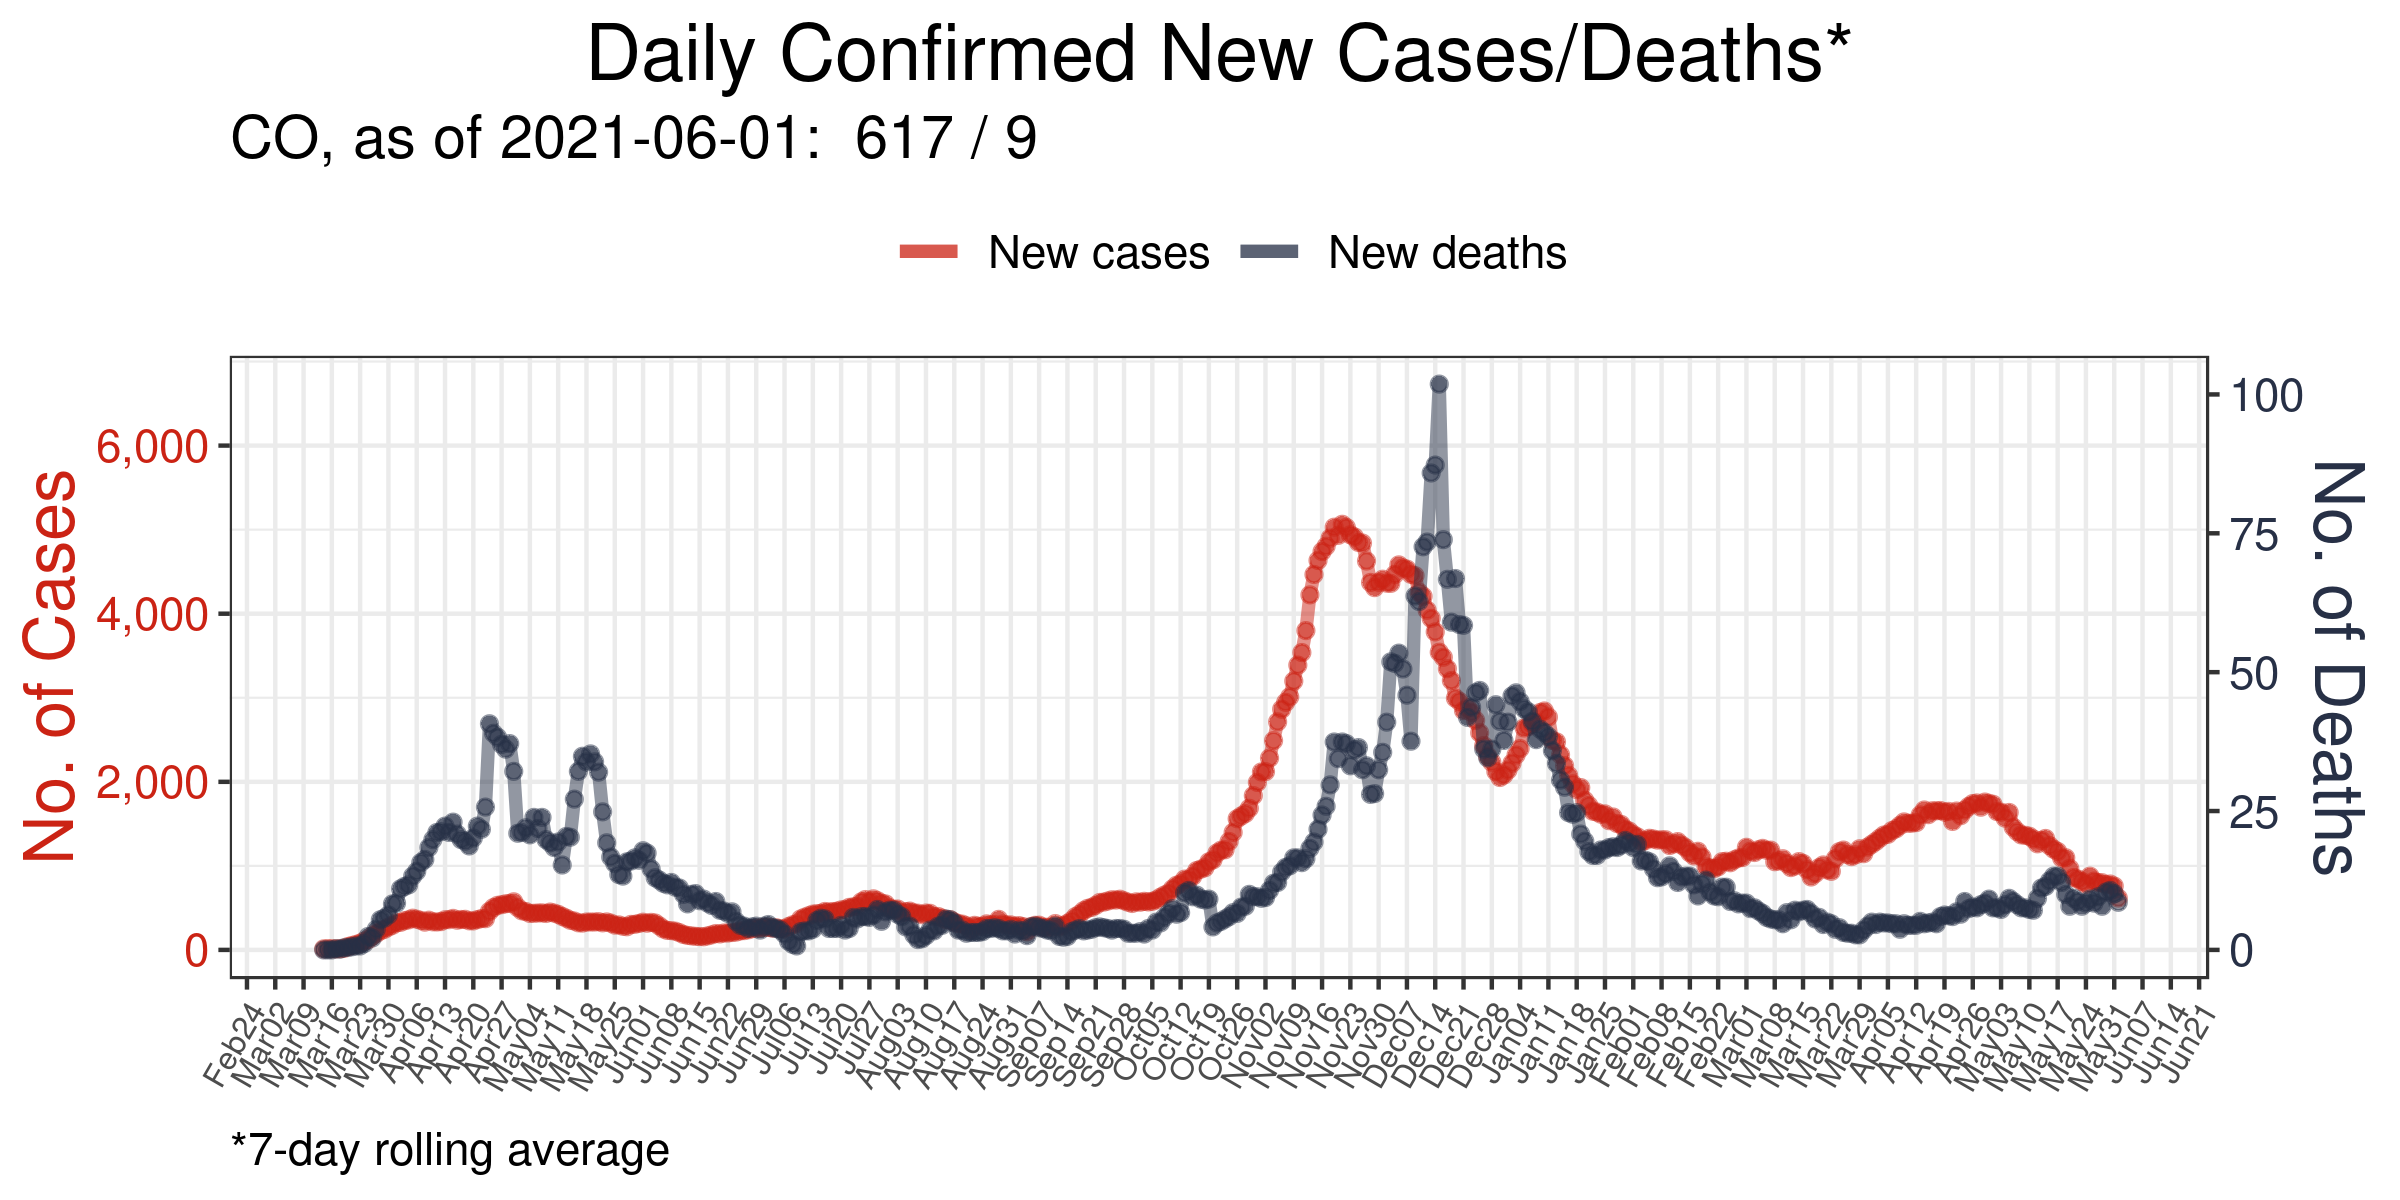 Daily Confirmed New Cases/Deaths*
CO, as of 2021-06-01:  617 / 9
New cases
New deaths
No. of Cases
6,000
4,000
2,000
0
100
75
50
25
0
No. of Deaths
Feb24
Mar02
Mar09
Mar16
Mar23
Mar30
Apr06
Apr13
Apr20
Apr27
May04
May11
May18
May25
Jun01
Jun08
Jun15
Jun22
Jun29
Jul06
Jul13
Jul20
Jul27
Aug03
Aug10
Aug17
Aug24
Aug31
Sep07
Sep14
Sep21
Sep28
Oct05
Oct12
Oct19
Oct26
Nov02
Nov09
Nov16
Nov23
Nov30
Dec07
Dec14
Dec21
Dec28
Jan04
Jan11
Jan18
Jan25
Feb01
Feb08
Feb15
Feb22
Mar01
Mar08
Mar15
Mar22
Mar29
Apr05
Apr12
Apr19
Apr26
May03
May10
May17
May24
May31
Jun07
Jun14
Jun21
*7-day rolling average